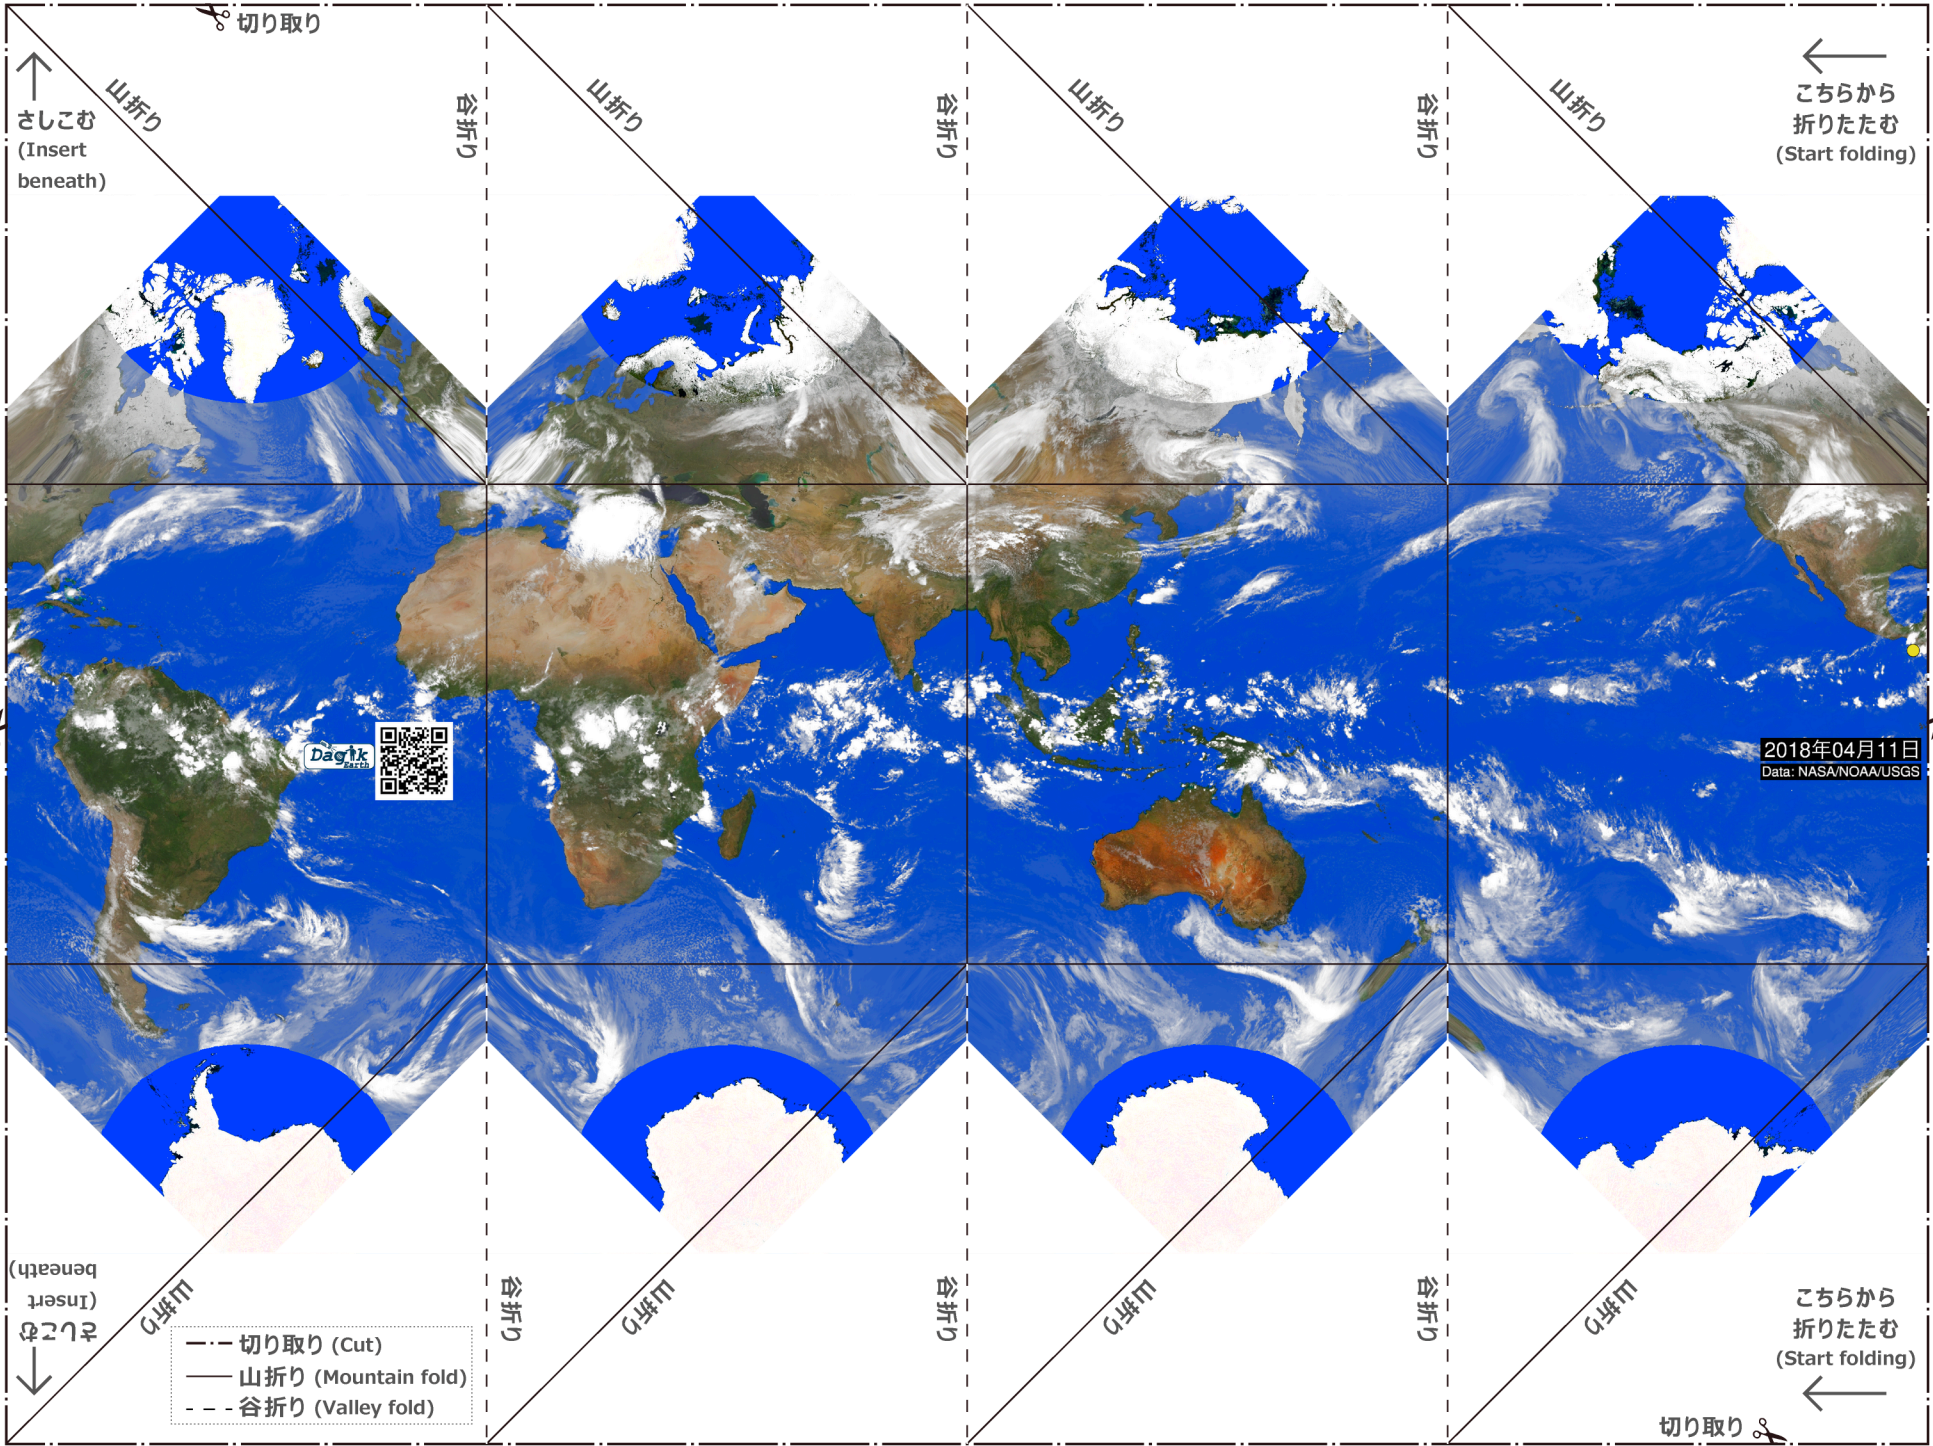 切り取り
さしこむ
(Insert
beneath)
山折り
谷折り
山折り
谷折り
山折り
谷折り
山折り
こちらから
折りたたむ
(Start folding)
Dagik
Earth
2018年04月11日
Data: NASA/NOAA/USGS
さしこむ
(Insert
beneath)
山折り
谷折り
山折り
谷折り
山折り
谷折り
山折り
こちらから
折りたたむ
(Start folding)
切り取り (Cut)
山折り (Mountain fold)
谷折り (Valley fold)
切り取り